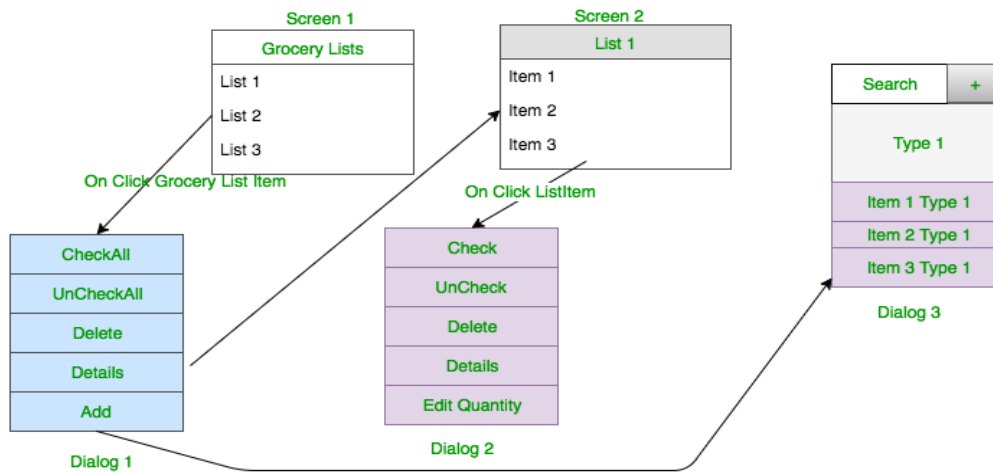 Screen 1
Grocery Lists
List 1
List 2
List 3
On Click Grocery List Item
CheckAll
UnCheckAll
Delete
Details
Add
Dialog 1
Screen 2
List 1
Item 1
Item 2
Item 3
On Click ListItem
Check
UnCheck
Delete
Details
Edit Quantity
Dialog 2
Search +
Type 1
Item 1 Type 1
Item 2 Type 1
Item 3 Type 1
Dialog 3